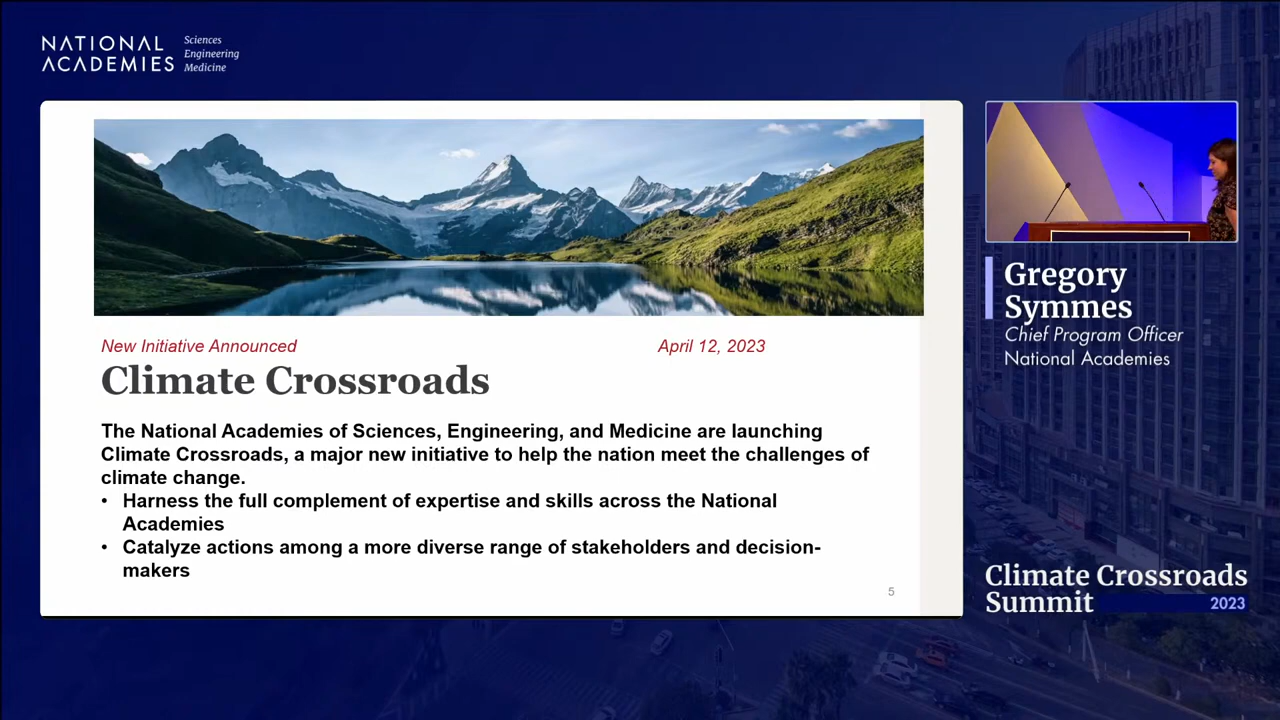 NATIONAL
ACADEMIES
Sciences
Engineering
Medicine
New Initiative Announced
April 12, 2023
Climate Crossroads
The National Academies of Sciences, Engineering, and Medicine are launching
Climate Crossroads, a major new initiative to help the nation meet the challenges of
climate change.
• Harness the full complement of expertise and skills across the National
Academies
• Catalyze actions among a more diverse range of stakeholders and decision-
makers
5
Gregory
Symmes
Chief Program Officer
National Academies
Climate Crossroads
Summit
2023